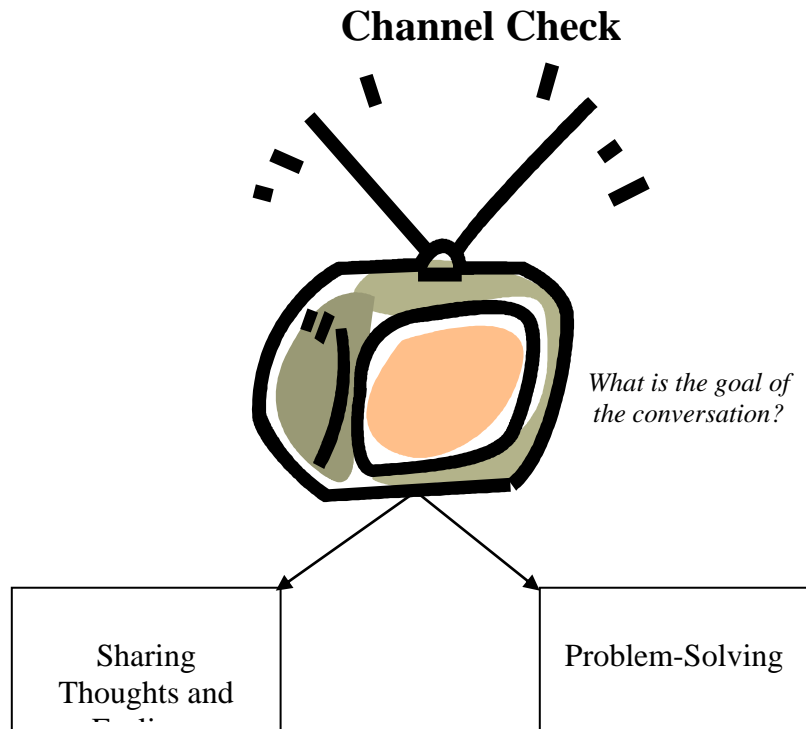 Channel Check
What is the goal of
the conversation?
Sharing
Thoughts and
Problem-Solving